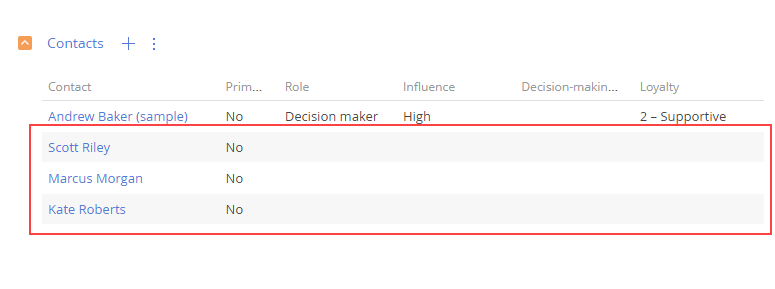 Contacts
Contact Prim... Role Influence Decision-makin... Loyalty
Andrew Baker (sample) No Decision maker High 2 – Supportive
Scott Riley No
Marcus Morgan No
Kate Roberts No